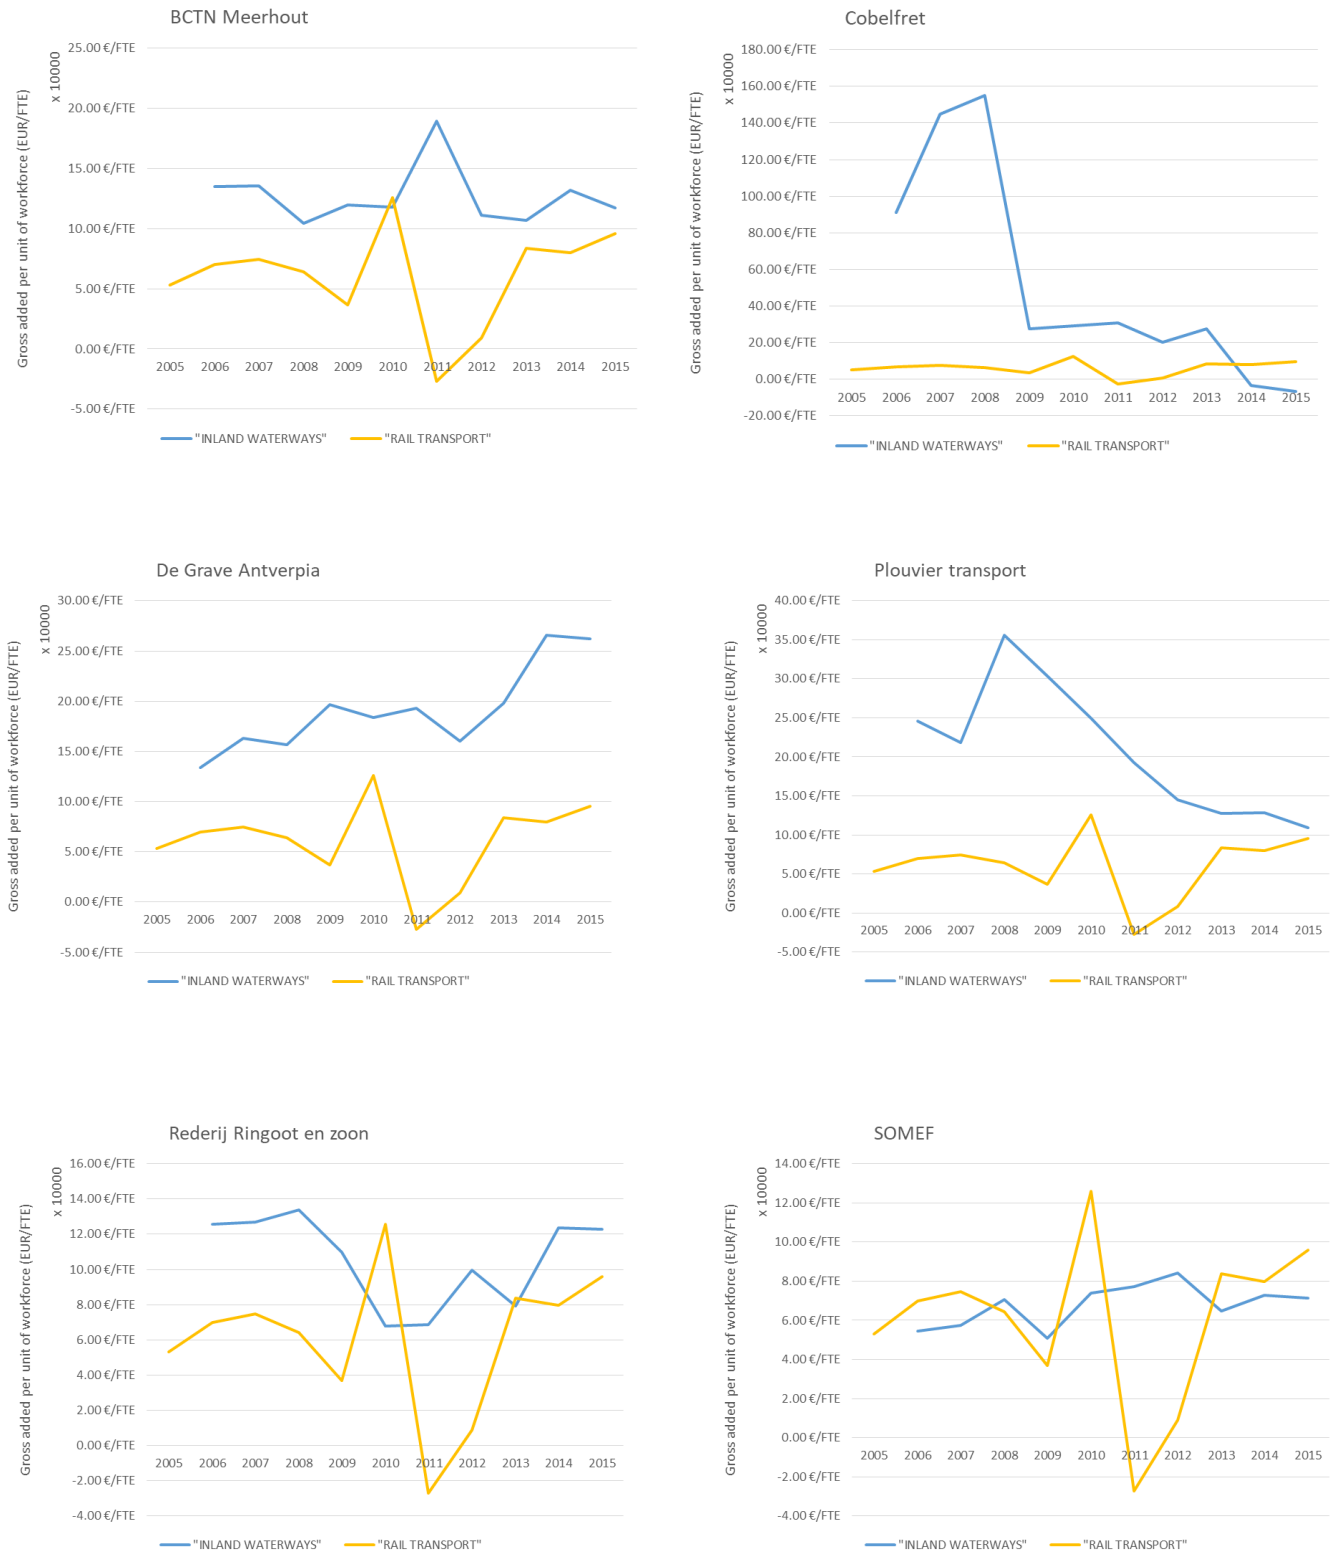 BCTN Meerhout
Gross added per unit of workforce (EUR/FTE)
x 10000
25.00 €/FTE
20.00 €/FTE
15.00 €/FTE
10.00 €/FTE
5.00 €/FTE
0.00 €/FTE
-5.00 €/FTE
2005 2006 2007 2008 2009 2010 2011 2012 2013 2014 2015
"INLAND WATERWAYS" "RAIL TRANSPORT"
Cobelfret
Gross added per unit of workforce (EUR/FTE)
x 10000
180.00 €/FTE
160.00 €/FTE
140.00 €/FTE
120.00 €/FTE
100.00 €/FTE
80.00 €/FTE
60.00 €/FTE
40.00 €/FTE
20.00 €/FTE
0.00 €/FTE
-20.00 €/FTE
2005 2006 2007 2008 2009 2010 2011 2012 2013 2014 2015
"INLAND WATERWAYS" "RAIL TRANSPORT"
De Grave Antverpia
Gross added per unit of workforce (EUR/FTE)
x 10000
30.00 €/FTE
25.00 €/FTE
20.00 €/FTE
15.00 €/FTE
10.00 €/FTE
5.00 €/FTE
0.00 €/FTE
-5.00 €/FTE
2005 2006 2007 2008 2009 2010 2011 2012 2013 2014 2015
"INLAND WATERWAYS" "RAIL TRANSPORT"
Plouvier transport
Gross added per unit of workforce (EUR/FTE)
x 10000
40.00 €/FTE
35.00 €/FTE
30.00 €/FTE
25.00 €/FTE
20.00 €/FTE
15.00 €/FTE
10.00 €/FTE
5.00 €/FTE
0.00 €/FTE
-5.00 €/FTE
2005 2006 2007 2008 2009 2010 2011 2012 2013 2014 2015
"INLAND WATERWAYS" "RAIL TRANSPORT"
Rederij Ringoot en zoon
Gross added per unit of workforce (EUR/FTE)
x 10000
16.00 €/FTE
14.00 €/FTE
12.00 €/FTE
10.00 €/FTE
8.00 €/FTE
6.00 €/FTE
4.00 €/FTE
2.00 €/FTE
0.00 €/FTE
-2.00 €/FTE
-4.00 €/FTE
2005 2006 2007 2008 2009 2010 2011 2012 2013 2014 2015
"INLAND WATERWAYS" "RAIL TRANSPORT"
SOMEF
Gross added per unit of workforce (EUR/FTE)
x 10000
14.00 €/FTE
12.00 €/FTE
10.00 €/FTE
8.00 €/FTE
6.00 €/FTE
4.00 €/FTE
2.00 €/FTE
0.00 €/FTE
-2.00 €/FTE
-4.00 €/FTE
2005 2006 2007 2008 2009 2010 2011 2012 2013 2014 2015
"INLAND WATERWAYS" "RAIL TRANSPORT"